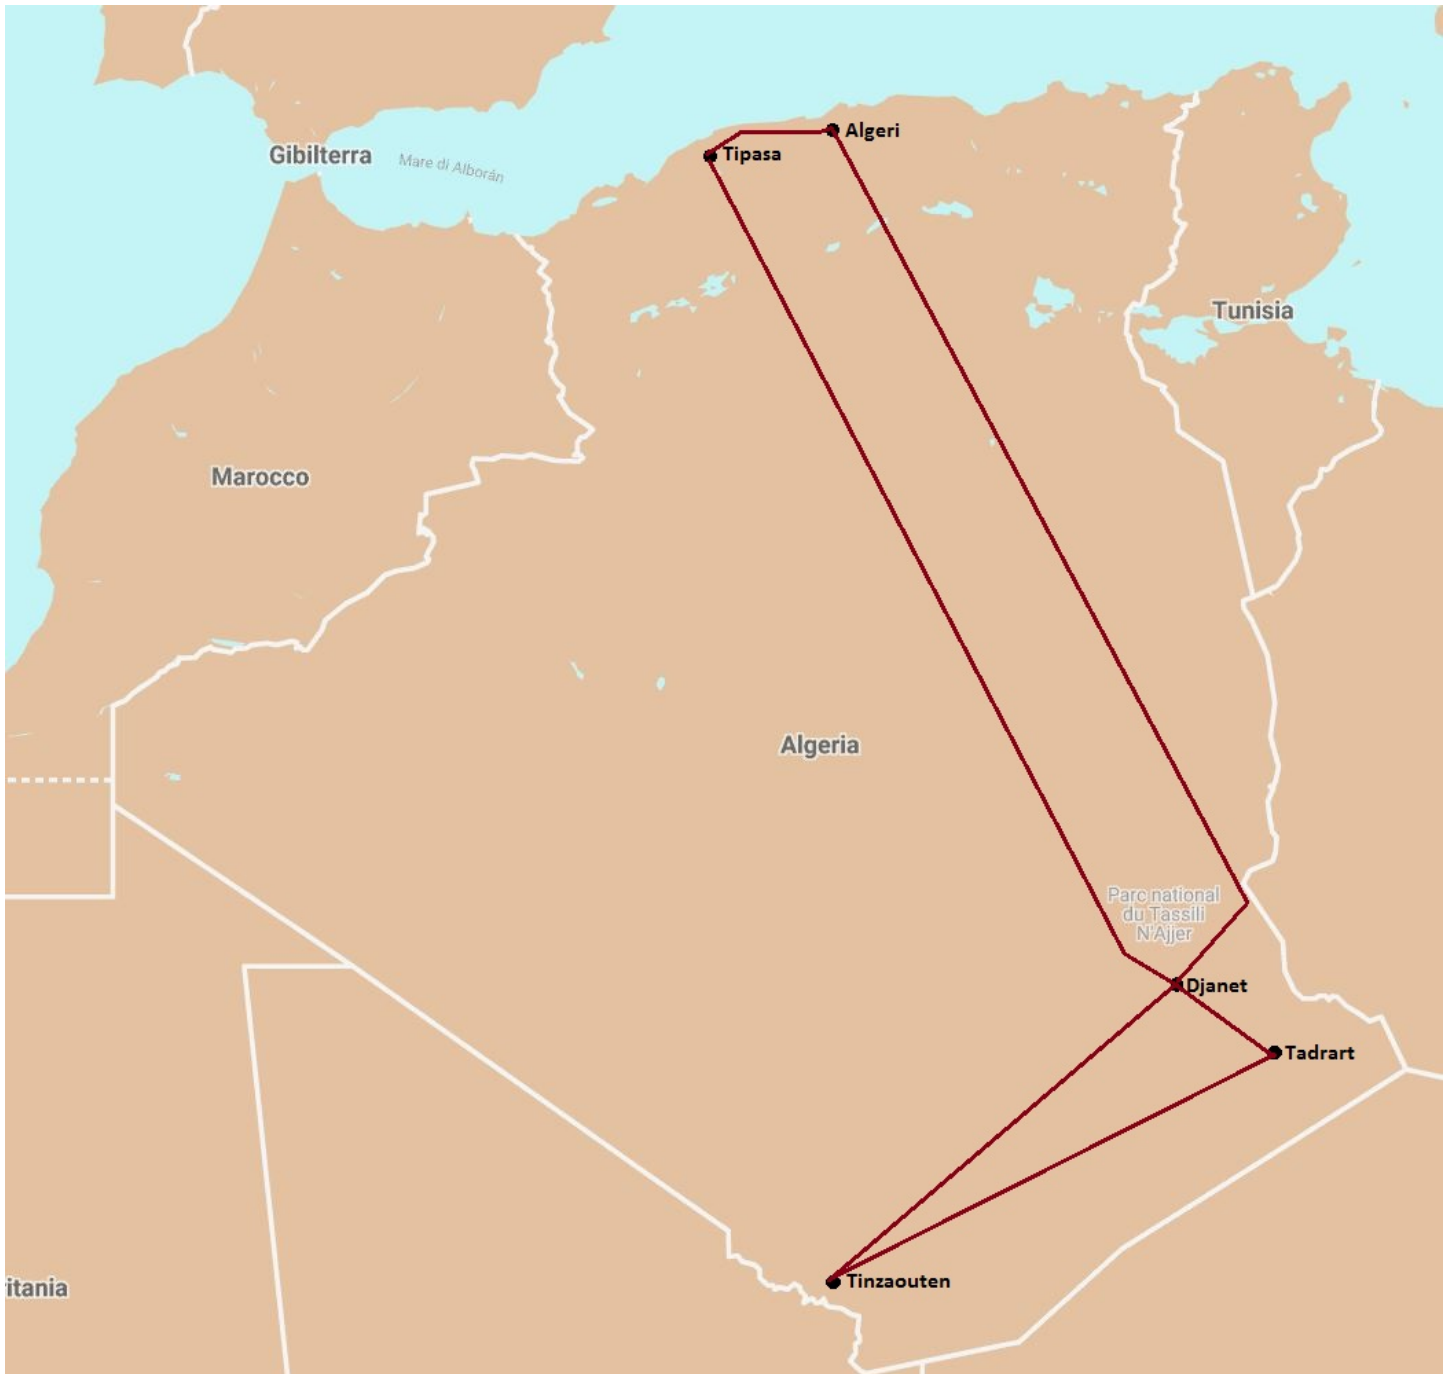 Algeri
Tipasa
Gibilterra
Mare di Alborán
Tunisia
Marocco
Algeria
Parc national
du Tassili
N'Ajjer
Djanet
Tadrart
Tinzaouten
itania